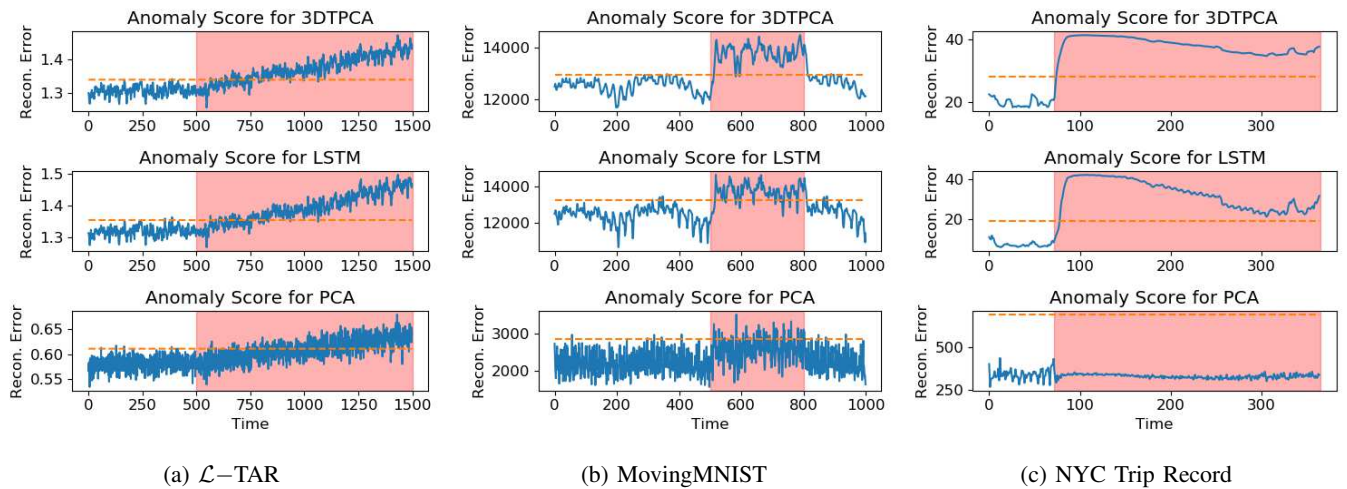 Anomaly Score for 3DTPCA
Recon. Error
1.4
1.3
0 250 500 750 1000 1250 1500
Anomaly Score for LSTM
Recon. Error
1.5
1.4
1.3
0 250 500 750 1000 1250 1500
Anomaly Score for PCA
Recon. Error
0.65
0.60
0.55
0 250 500 750 1000 1250 1500
Time
(a) ℒ−TAR
Anomaly Score for 3DTPCA
Recon. Error
14000
12000
0 200 400 600 800 1000
Anomaly Score for LSTM
Recon. Error
14000
12000
0 200 400 600 800 1000
Anomaly Score for PCA
Recon. Error
3000
2000
0 200 400 600 800 1000
Time
(b) MovingMNIST
Anomaly Score for 3DTPCA
Recon. Error
40
20
0 100 200 300
Anomaly Score for LSTM
Recon. Error
40
20
0 100 200 300
Anomaly Score for PCA
Recon. Error
500
250
0 100 200 300
Time
(c) NYC Trip Record